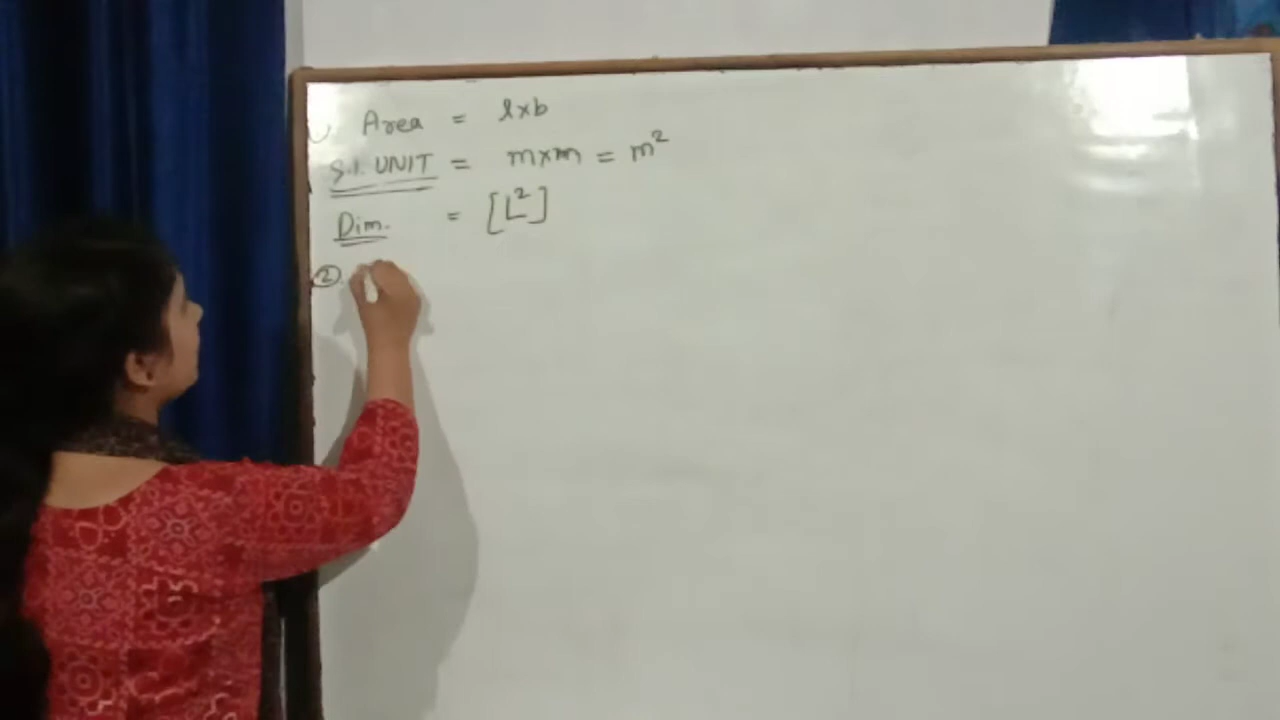 Area = l×b
S.I. UNIT = m×m = m²
Dim. = [L²]
②.